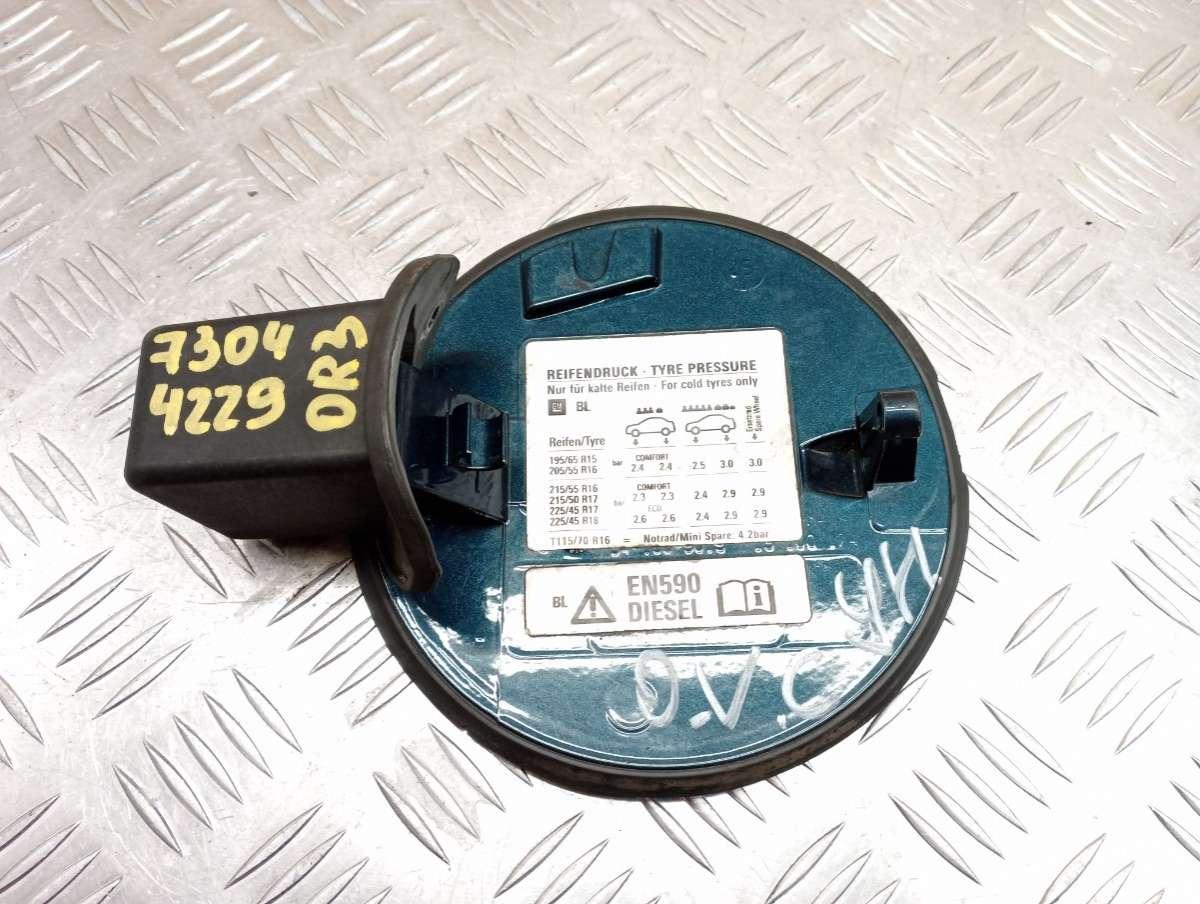 7304
4229
OR3
REIFENDRUCK - TYRE PRESSURE
Nur für kalte Reifen - For cold tyres only
GM BL
Ersatzrad
Spare Wheel
Reifen/Tyre
COMFORT
195/65 R15
205/55 R16 bar 2.4 2.4 2.5 3.0 3.0
COMFORT
215/55 R16
215/50 R17 bar 2.3 2.3 2.4 2.9 2.9
225/45 R17 ECO
225/45 R18 2.6 2.6 2.4 2.9 2.9
T115/70 R16 = Notrad/Mini Spare: 4.2bar
BL EN590
DIESEL